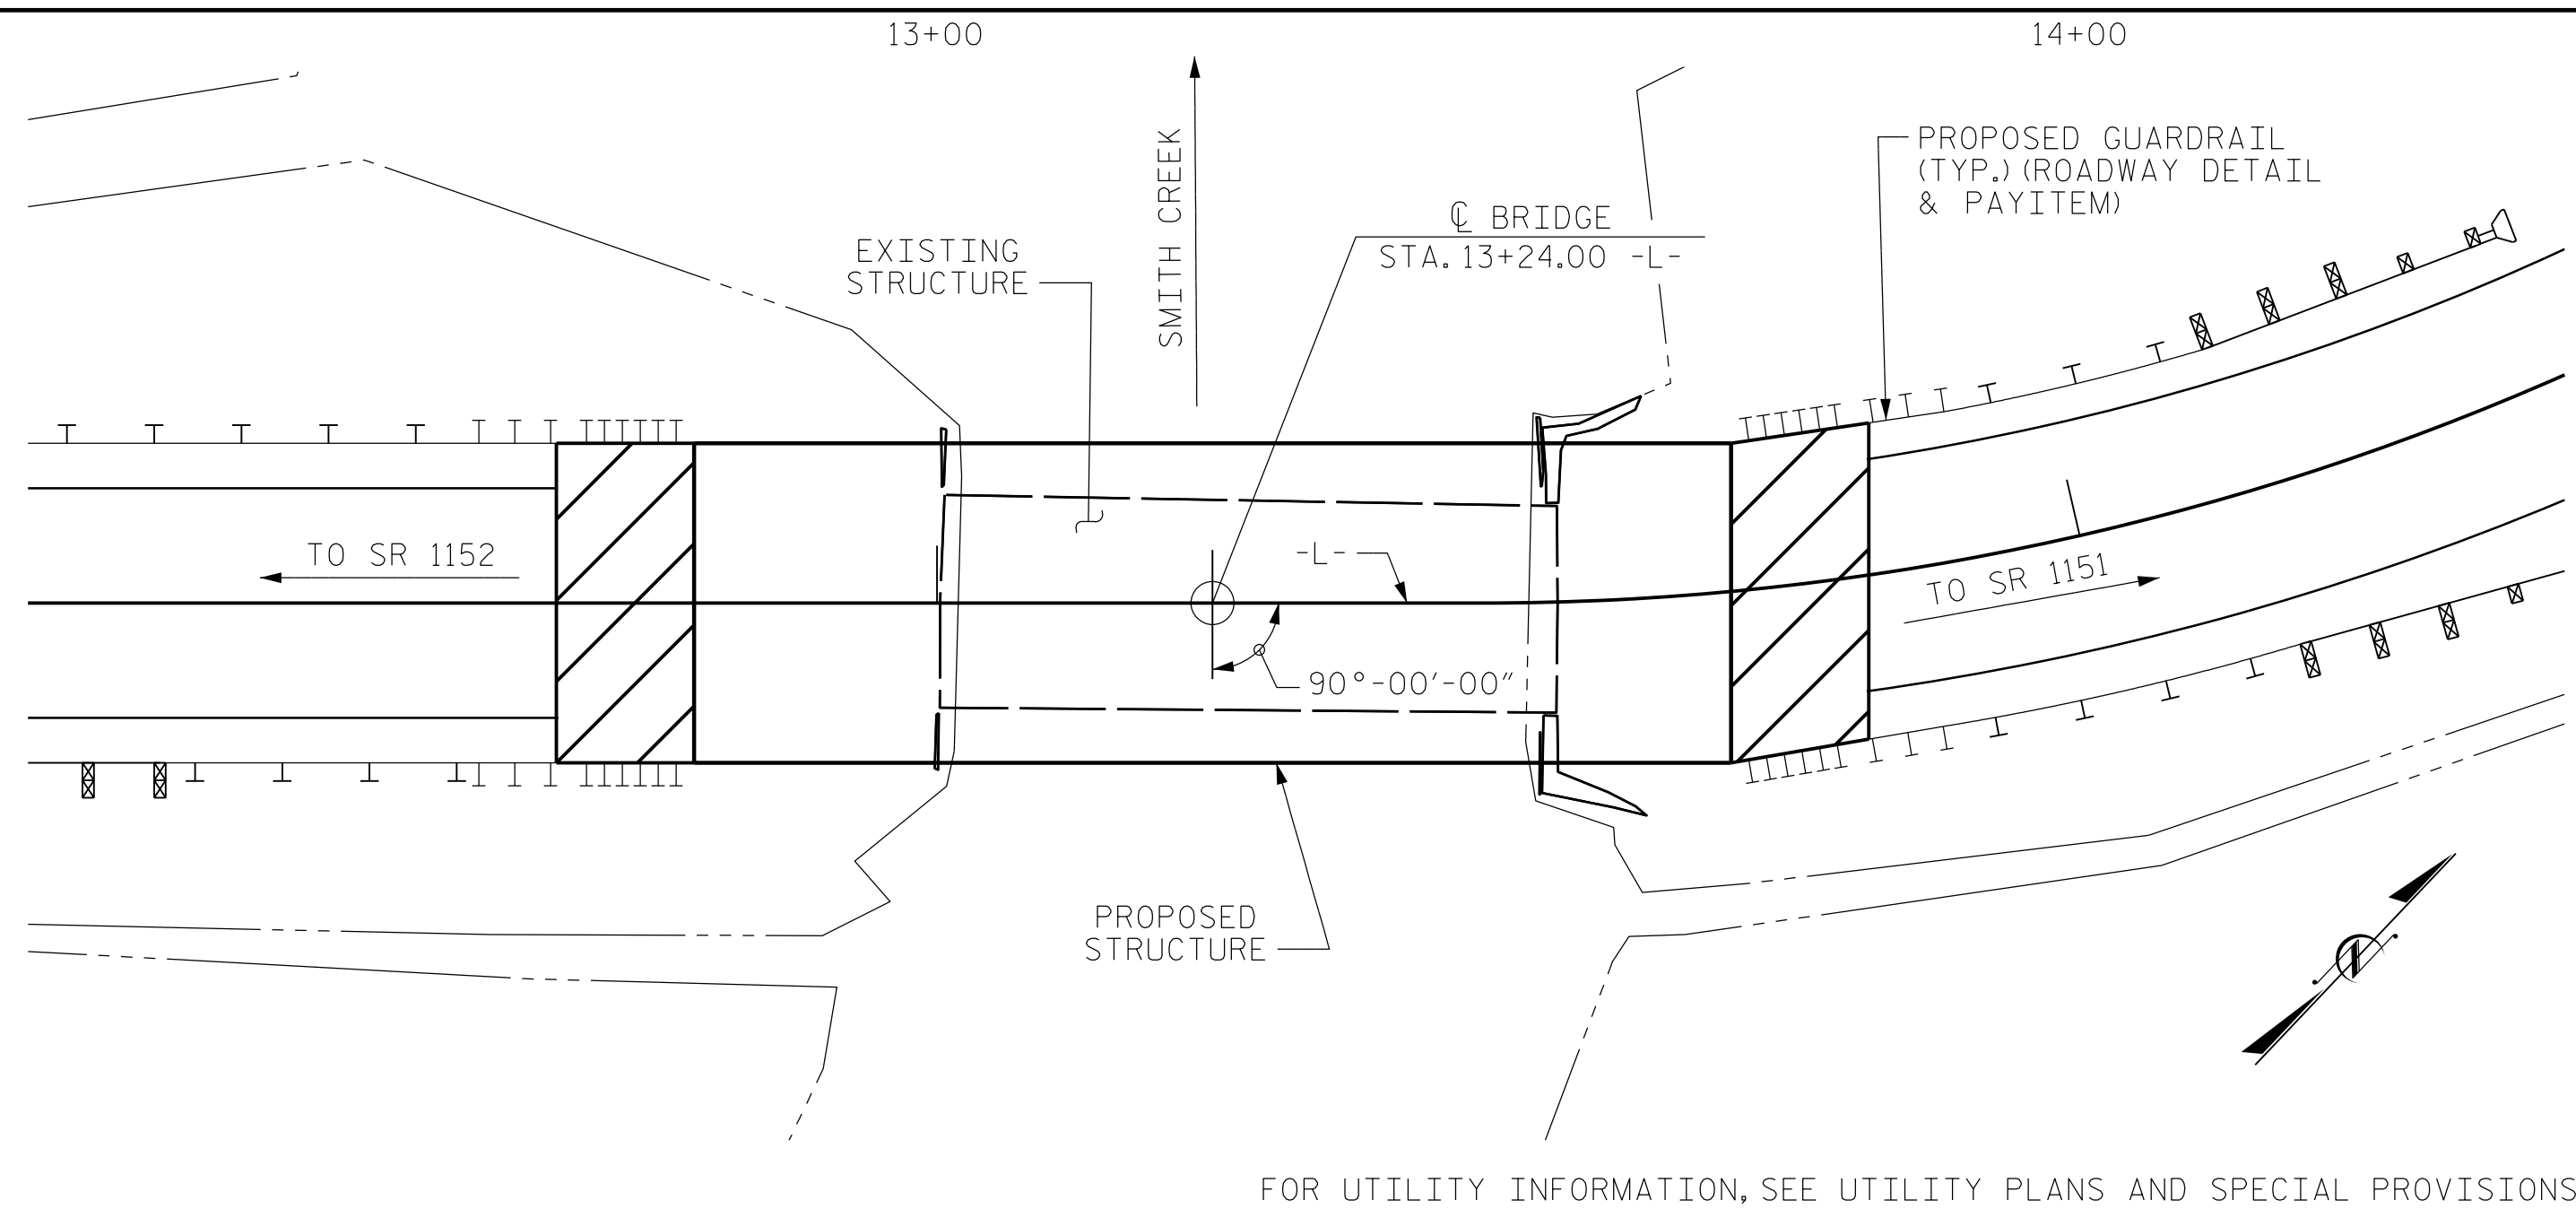 13+00
14+00
SMITH CREEK
PROPOSED GUARDRAIL
(TYP.) (ROADWAY DETAIL
& PAYITEM)
℄ BRIDGE
STA. 13+24.00 -L-
EXISTING
STRUCTURE
TO SR 1152
-L-
TO SR 1151
90°-00'-00"
PROPOSED
STRUCTURE
N
FOR UTILITY INFORMATION, SEE UTILITY PLANS AND SPECIAL PROVISIONS